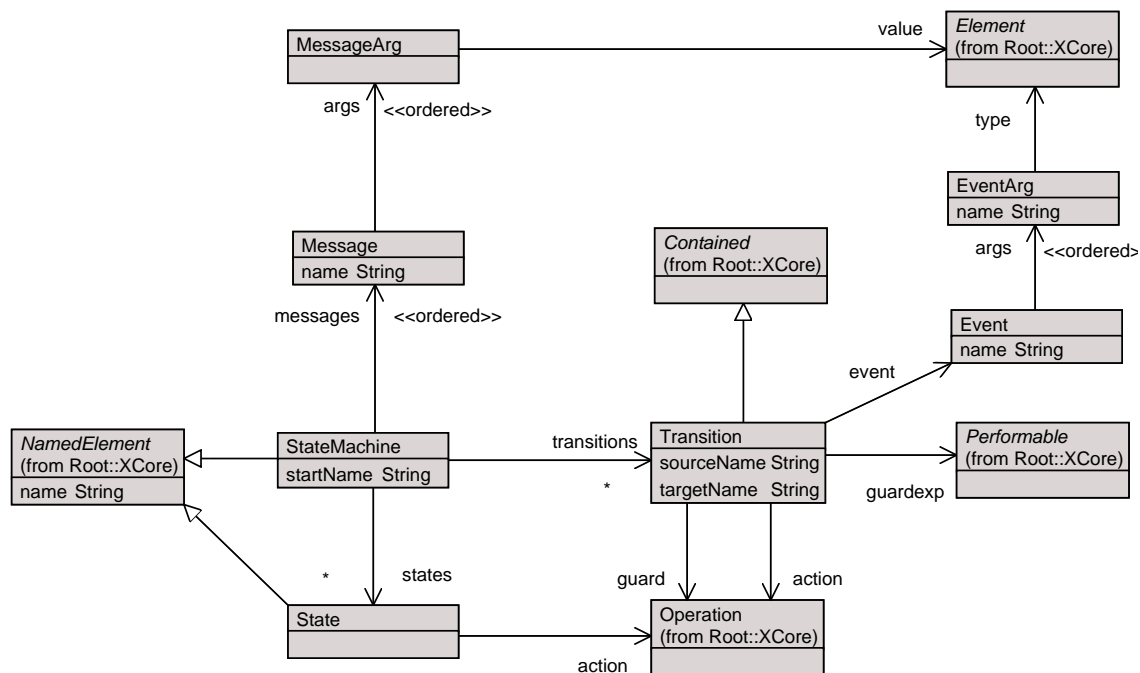 MessageArg
value
Element
(from Root::XCore)
args
<<ordered>>
type
EventArg
name String
Message
name String
Contained
(from Root::XCore)
args
<<ordered>
messages
<<ordered>>
Event
name String
event
NamedElement
(from Root::XCore)
name String
StateMachine
startName String
transitions
*
Transition
sourceName String
targetName String
Performable
(from Root::XCore)
guardexp
*
states
guard
action
State
action
Operation
(from Root::XCore)